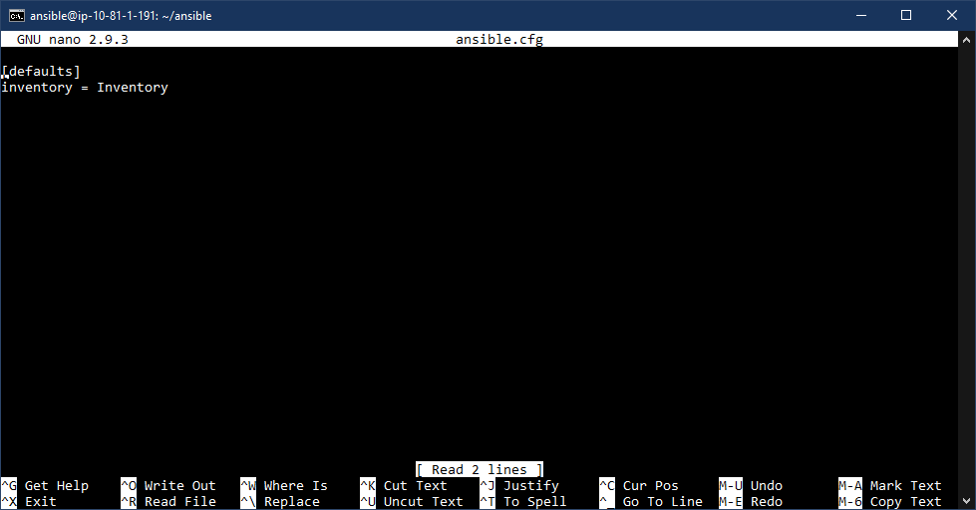 ansible@ip-10-81-1-191: ~/ansible
GNU nano 2.9.3 ansible.cfg
[defaults]
inventory = Inventory
[ Read 2 lines ]
^G Get Help ^O Write Out ^W Where Is ^K Cut Text ^J Justify ^C Cur Pos M-U Undo M-A Mark Text
^X Exit ^R Read File ^\ Replace ^U Uncut Text ^T To Spell ^_ Go To Line M-E Redo M-6 Copy Text